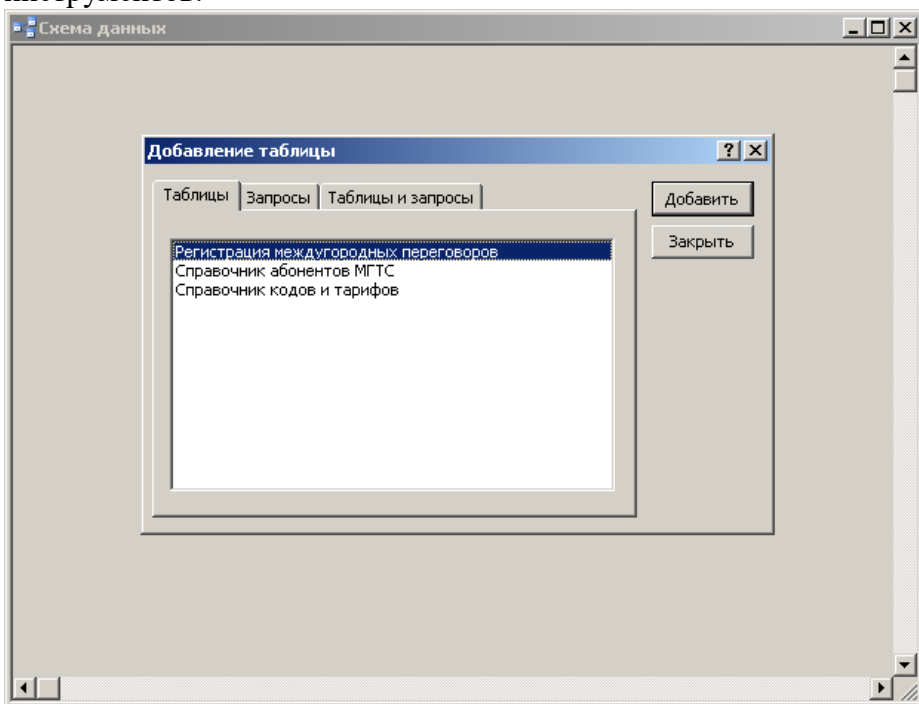 инструментов.
Схема данных
Добавление таблицы
Таблицы Запросы Таблицы и запросы
Добавить
Закрыть
Регистрация междугородных переговоров
Справочник абонентов МГТС
Справочник кодов и тарифов